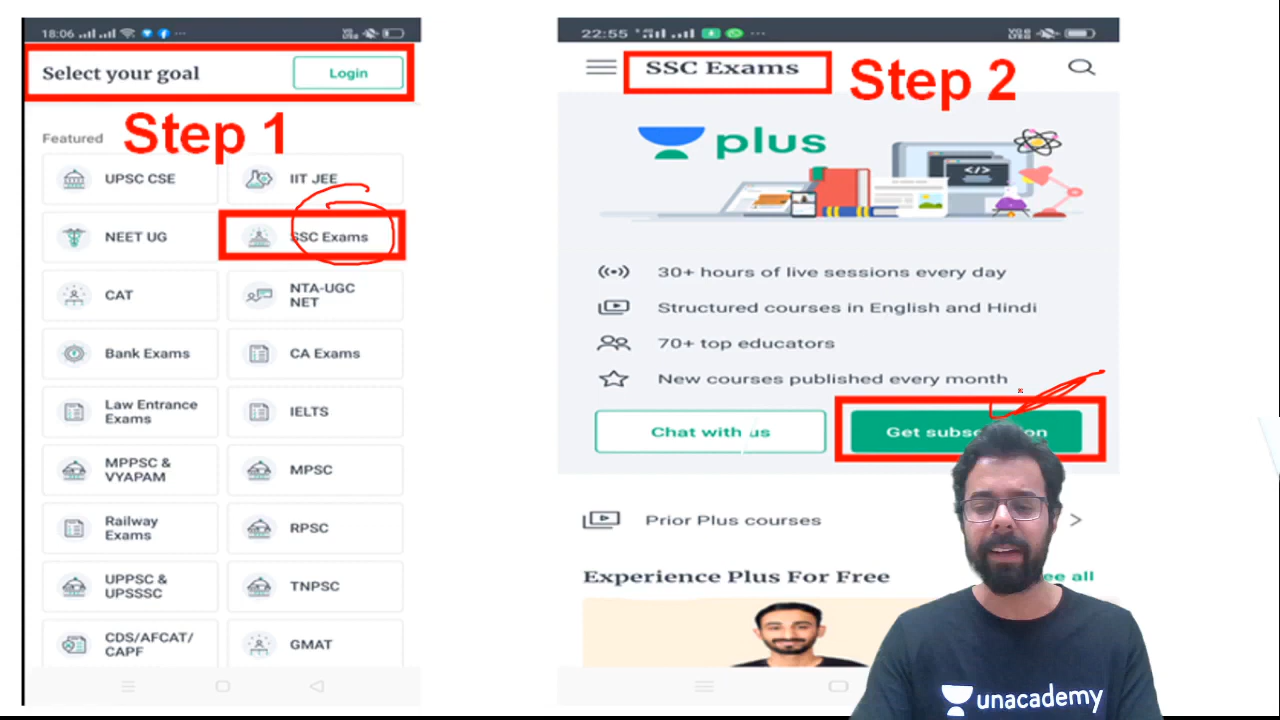 18:06
Select your goal
Login
Step 1
Featured
UPSC CSE
IIT JEE
NEET UG
SSC Exams
CAT
NTA-UGC
NET
Bank Exams
CA Exams
Law Entrance
Exams
IELTS
MPPSC &
VYAPAM
MPSC
Railway
Exams
RPSC
UPPSC &
UPSSSC
TNPSC
CDS/AFCAT/
CAPF
GMAT
22:55
SSC Exams
Step 2
plus
30+ hours of live sessions every day
Structured courses in English and Hindi
70+ top educators
New courses published every month
Chat with us
Get
Prior Plus courses
Experience Plus For Free
all
unacademy